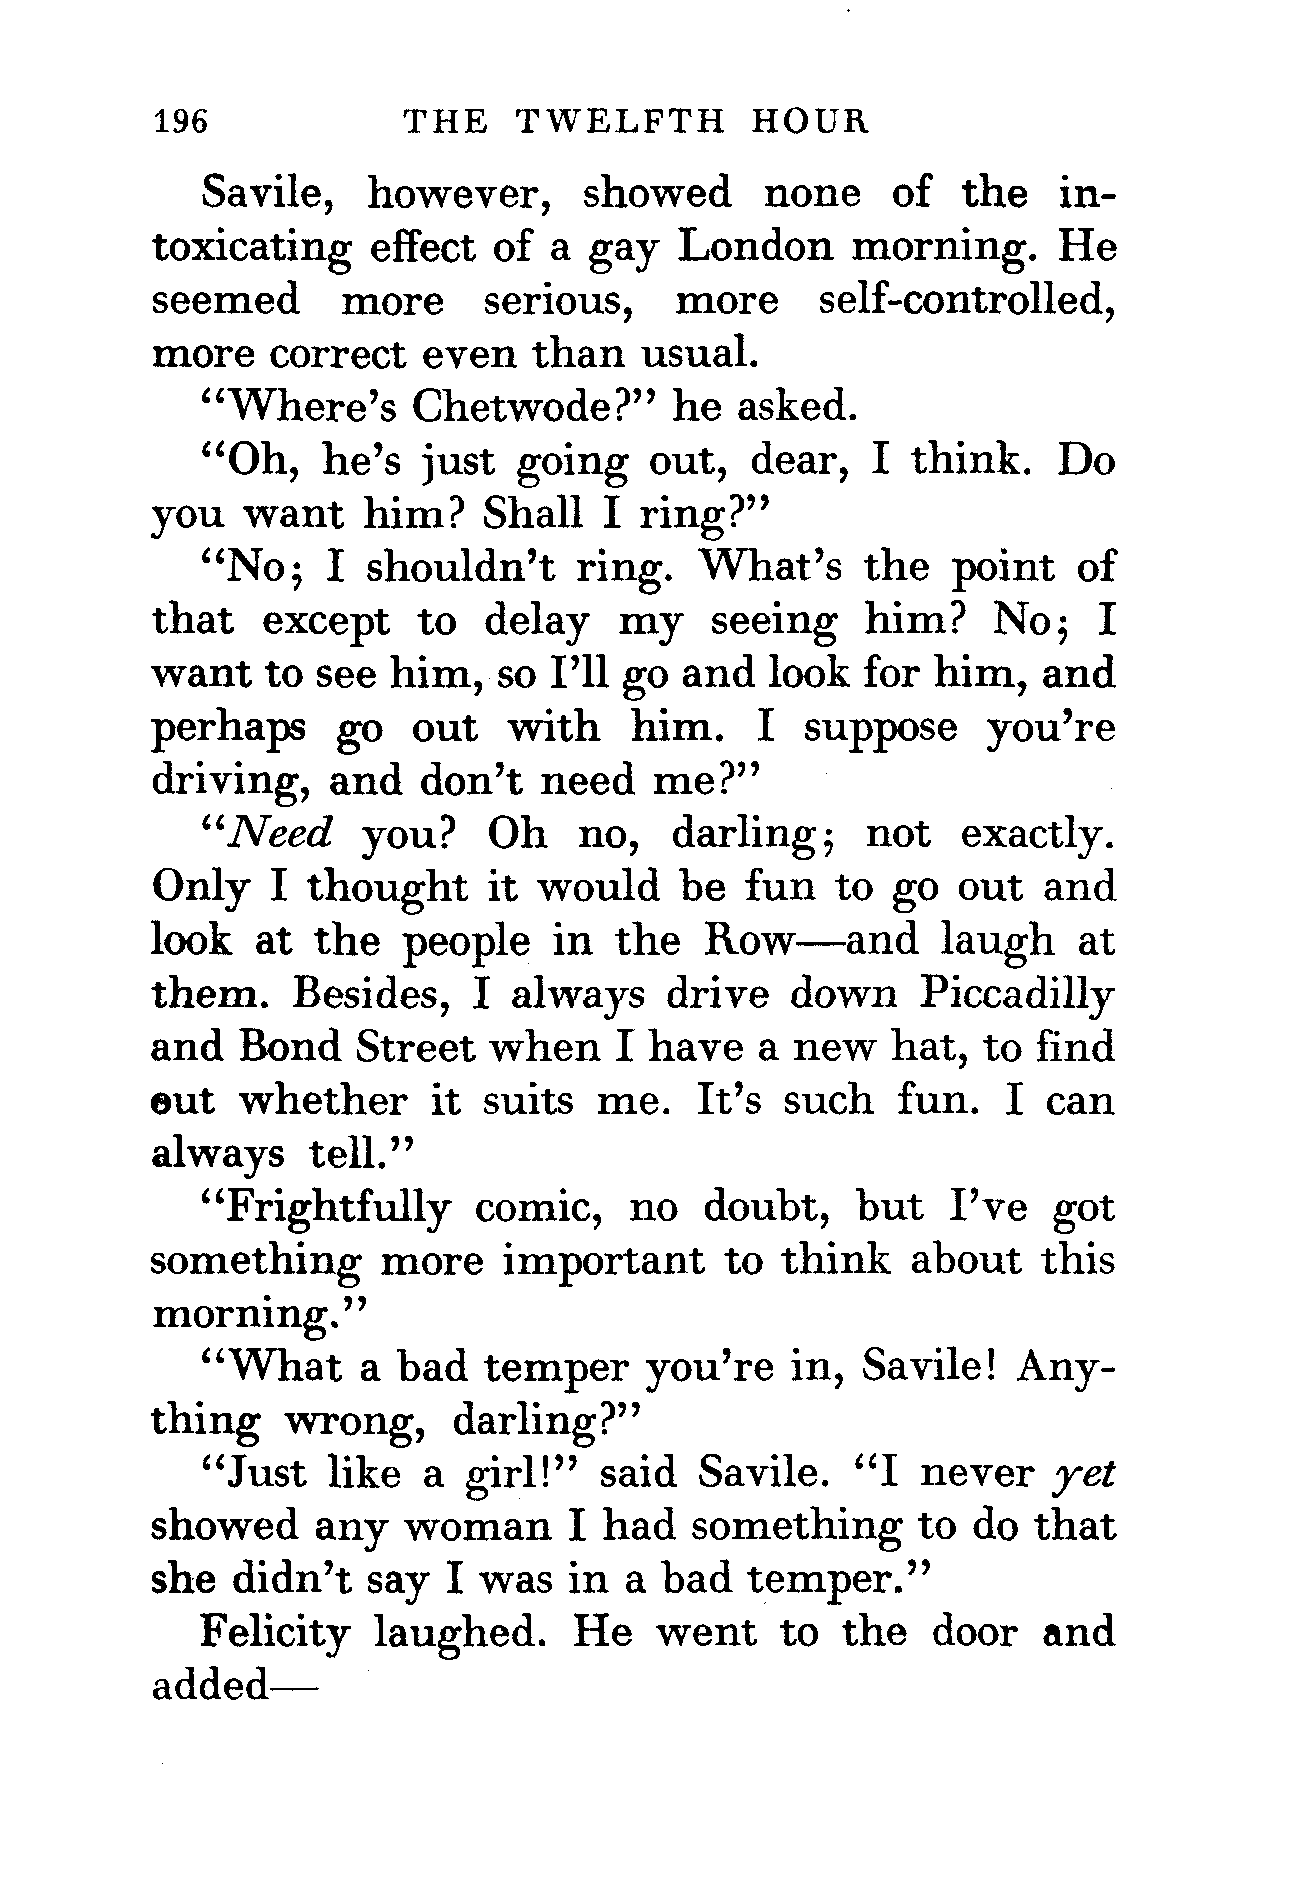 196 THE TWELFTH HOUR
Savile, however, showed none of the in-
toxicating effect of a gay London morning. He
seemed more serious, more self-controlled,
more correct even than usual.
“Where’s Chetwode?” he asked.
“Oh, he’s just going out, dear, I think. Do
you want him? Shall I ring?”
“No; I shouldn’t ring. What’s the point of
that except to delay my seeing him? No; I
want to see him, so I’ll go and look for him, and
perhaps go out with him. I suppose you’re
driving, and don’t need me?”
“Need you? Oh no, darling; not exactly.
Only I thought it would be fun to go out and
look at the people in the Row—and laugh at
them. Besides, I always drive down Piccadilly
and Bond Street when I have a new hat, to find
out whether it suits me. It’s such fun. I can
always tell.”
“Frightfully comic, no doubt, but I’ve got
something more important to think about this
morning.”
“What a bad temper you’re in, Savile! Any-
thing wrong, darling?”
“Just like a girl!” said Savile. “I never yet
showed any woman I had something to do that
she didn’t say I was in a bad temper.”
Felicity laughed. He went to the door and
added—